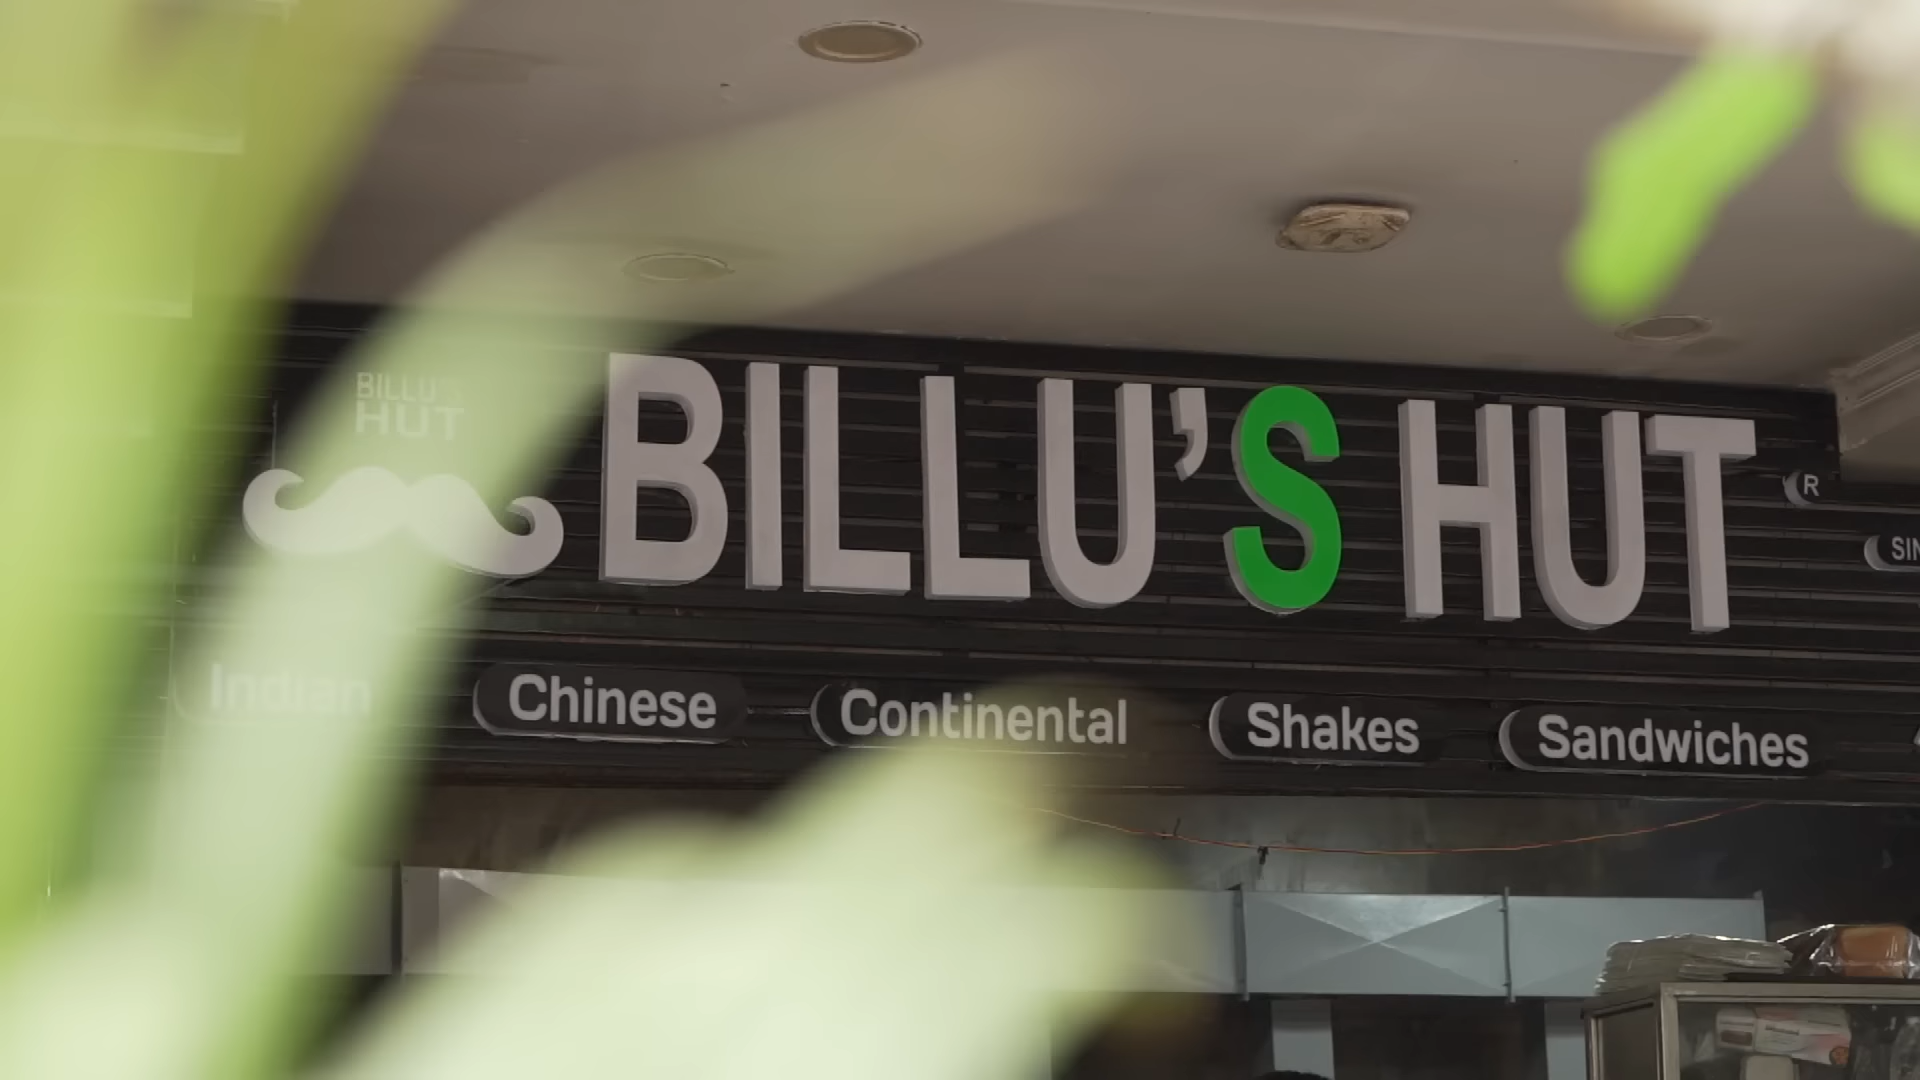 BILLU'S
HUT
BILLU'S HUT
R
Indian
Chinese
Continental
Shakes
Sandwiches